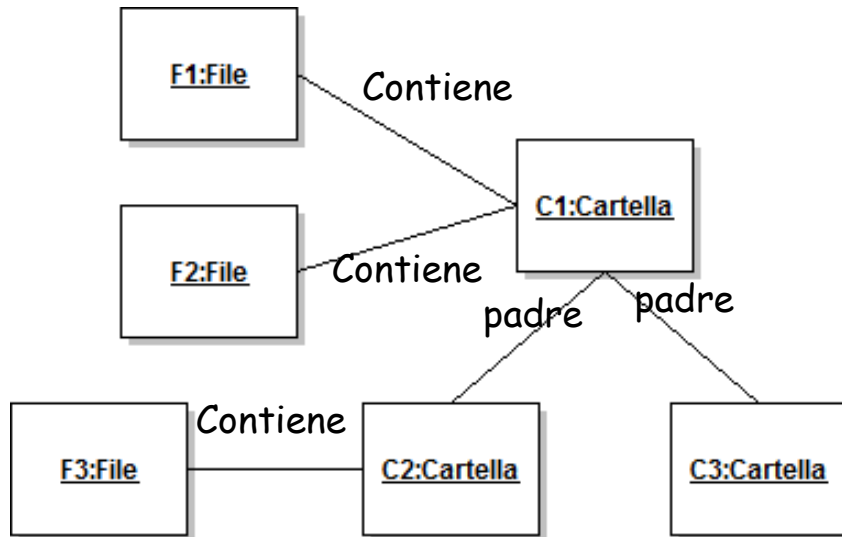 F1:File
Contiene
C1:Cartella
F2:File
Contiene
padre
padre
Contiene
F3:File
C2:Cartella
C3:Cartella